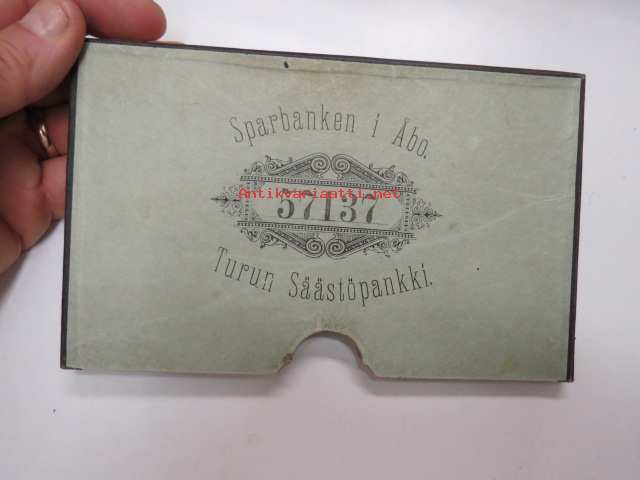 Sparbanken i Åbo.
Antikvariaatti.net
57137
Turun Säästöpankki.